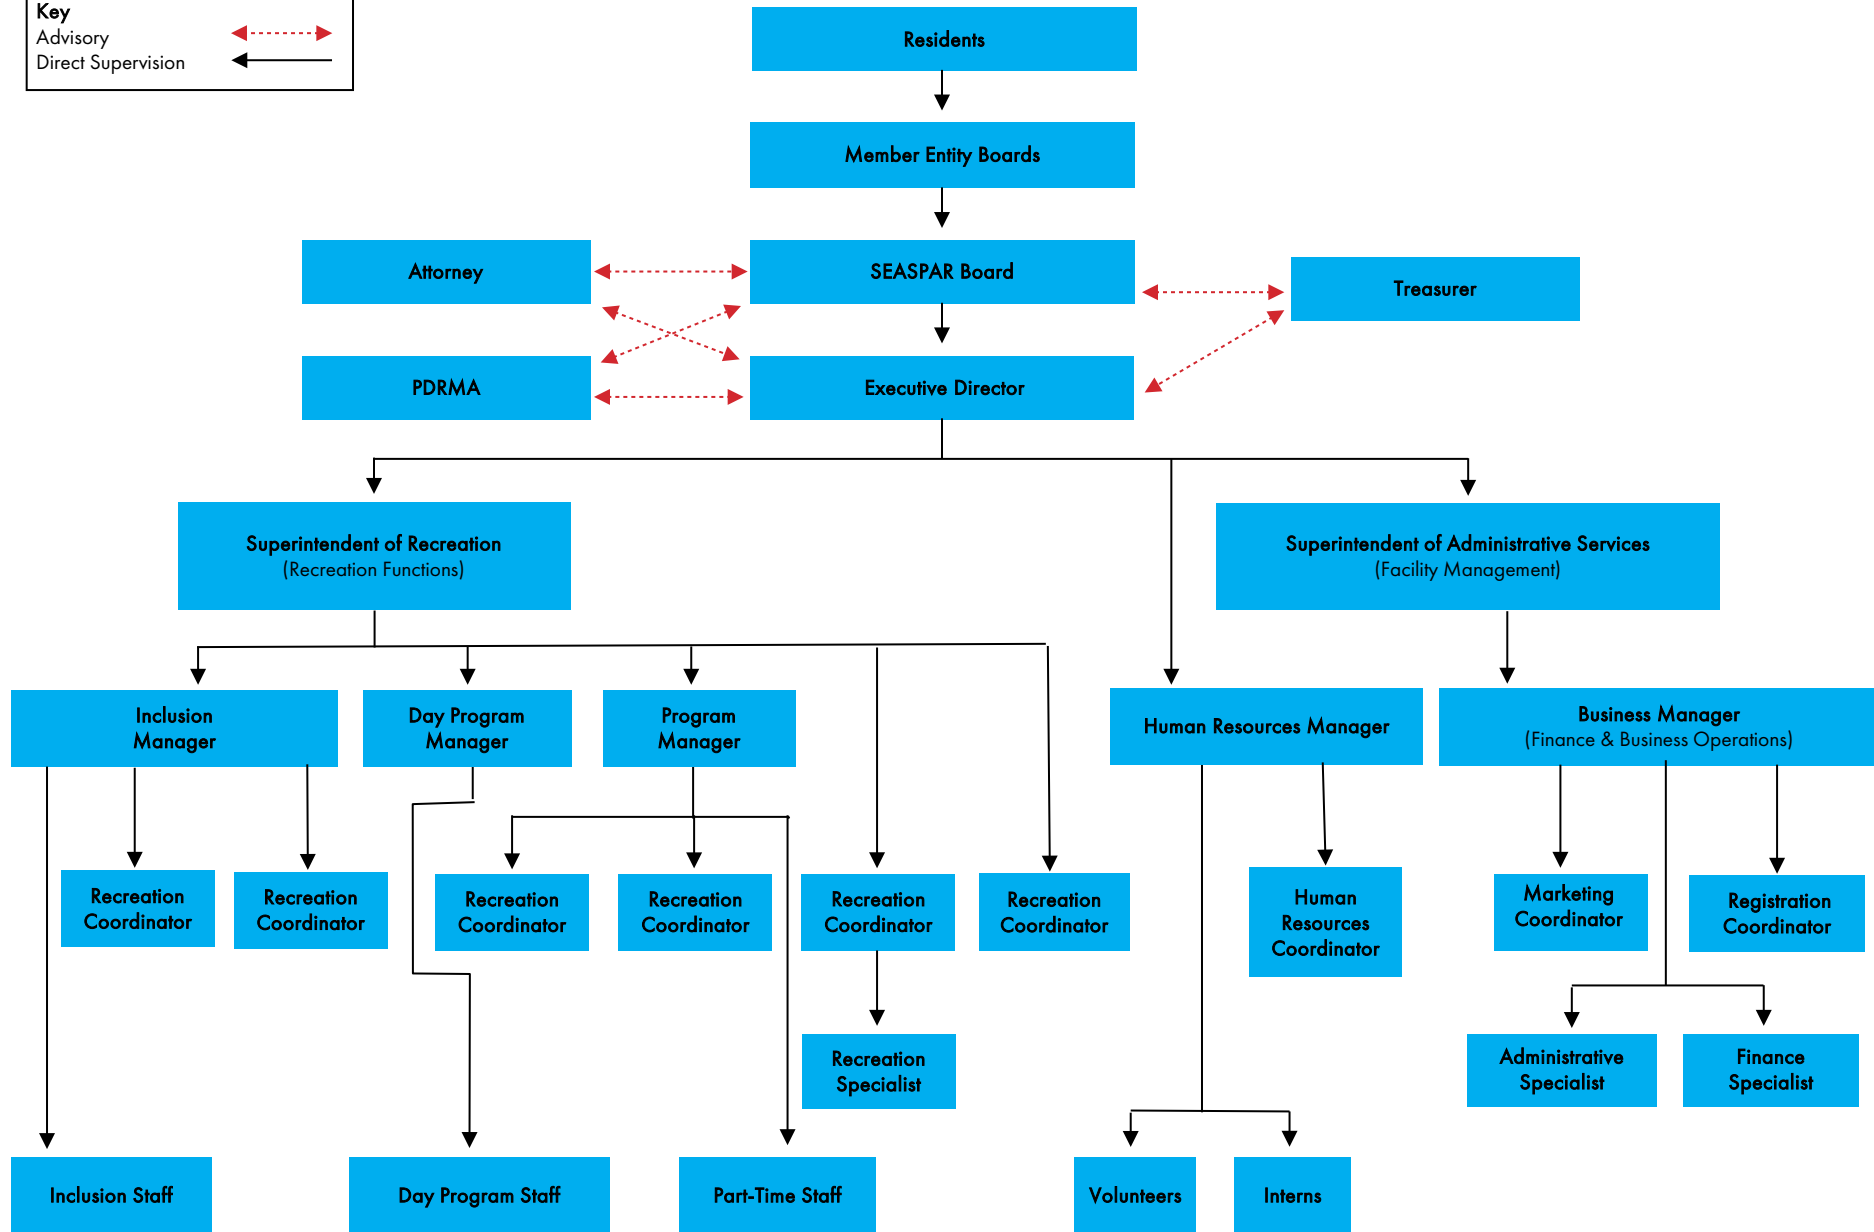 Key
Advisory
Direct Supervision
Residents
Member Entity Boards
Attorney
SEASPAR Board
Treasurer
PDRMA
Executive Director
Superintendent of Recreation
(Recreation Functions)
Superintendent of Administrative Services
(Facility Management)
Inclusion
Manager
Day Program
Manager
Program
Manager
Human Resources Manager
Business Manager
(Finance & Business Operations)
Recreation
Coordinator
Recreation
Coordinator
Recreation
Coordinator
Recreation
Coordinator
Recreation
Coordinator
Recreation
Coordinator
Human
Resources
Coordinator
Marketing
Coordinator
Registration
Coordinator
Recreation
Specialist
Administrative
Specialist
Finance
Specialist
Inclusion Staff
Day Program Staff
Part-Time Staff
Volunteers
Interns